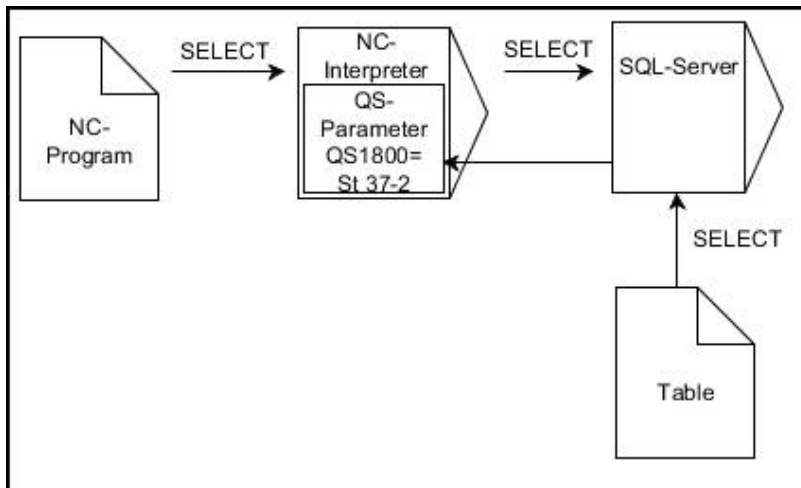 SELECT
NC-
Program
NC-
Interpreter
QS-
Parameter
QS1800=
St 37-2
SELECT
SQL-Server
SELECT
Table